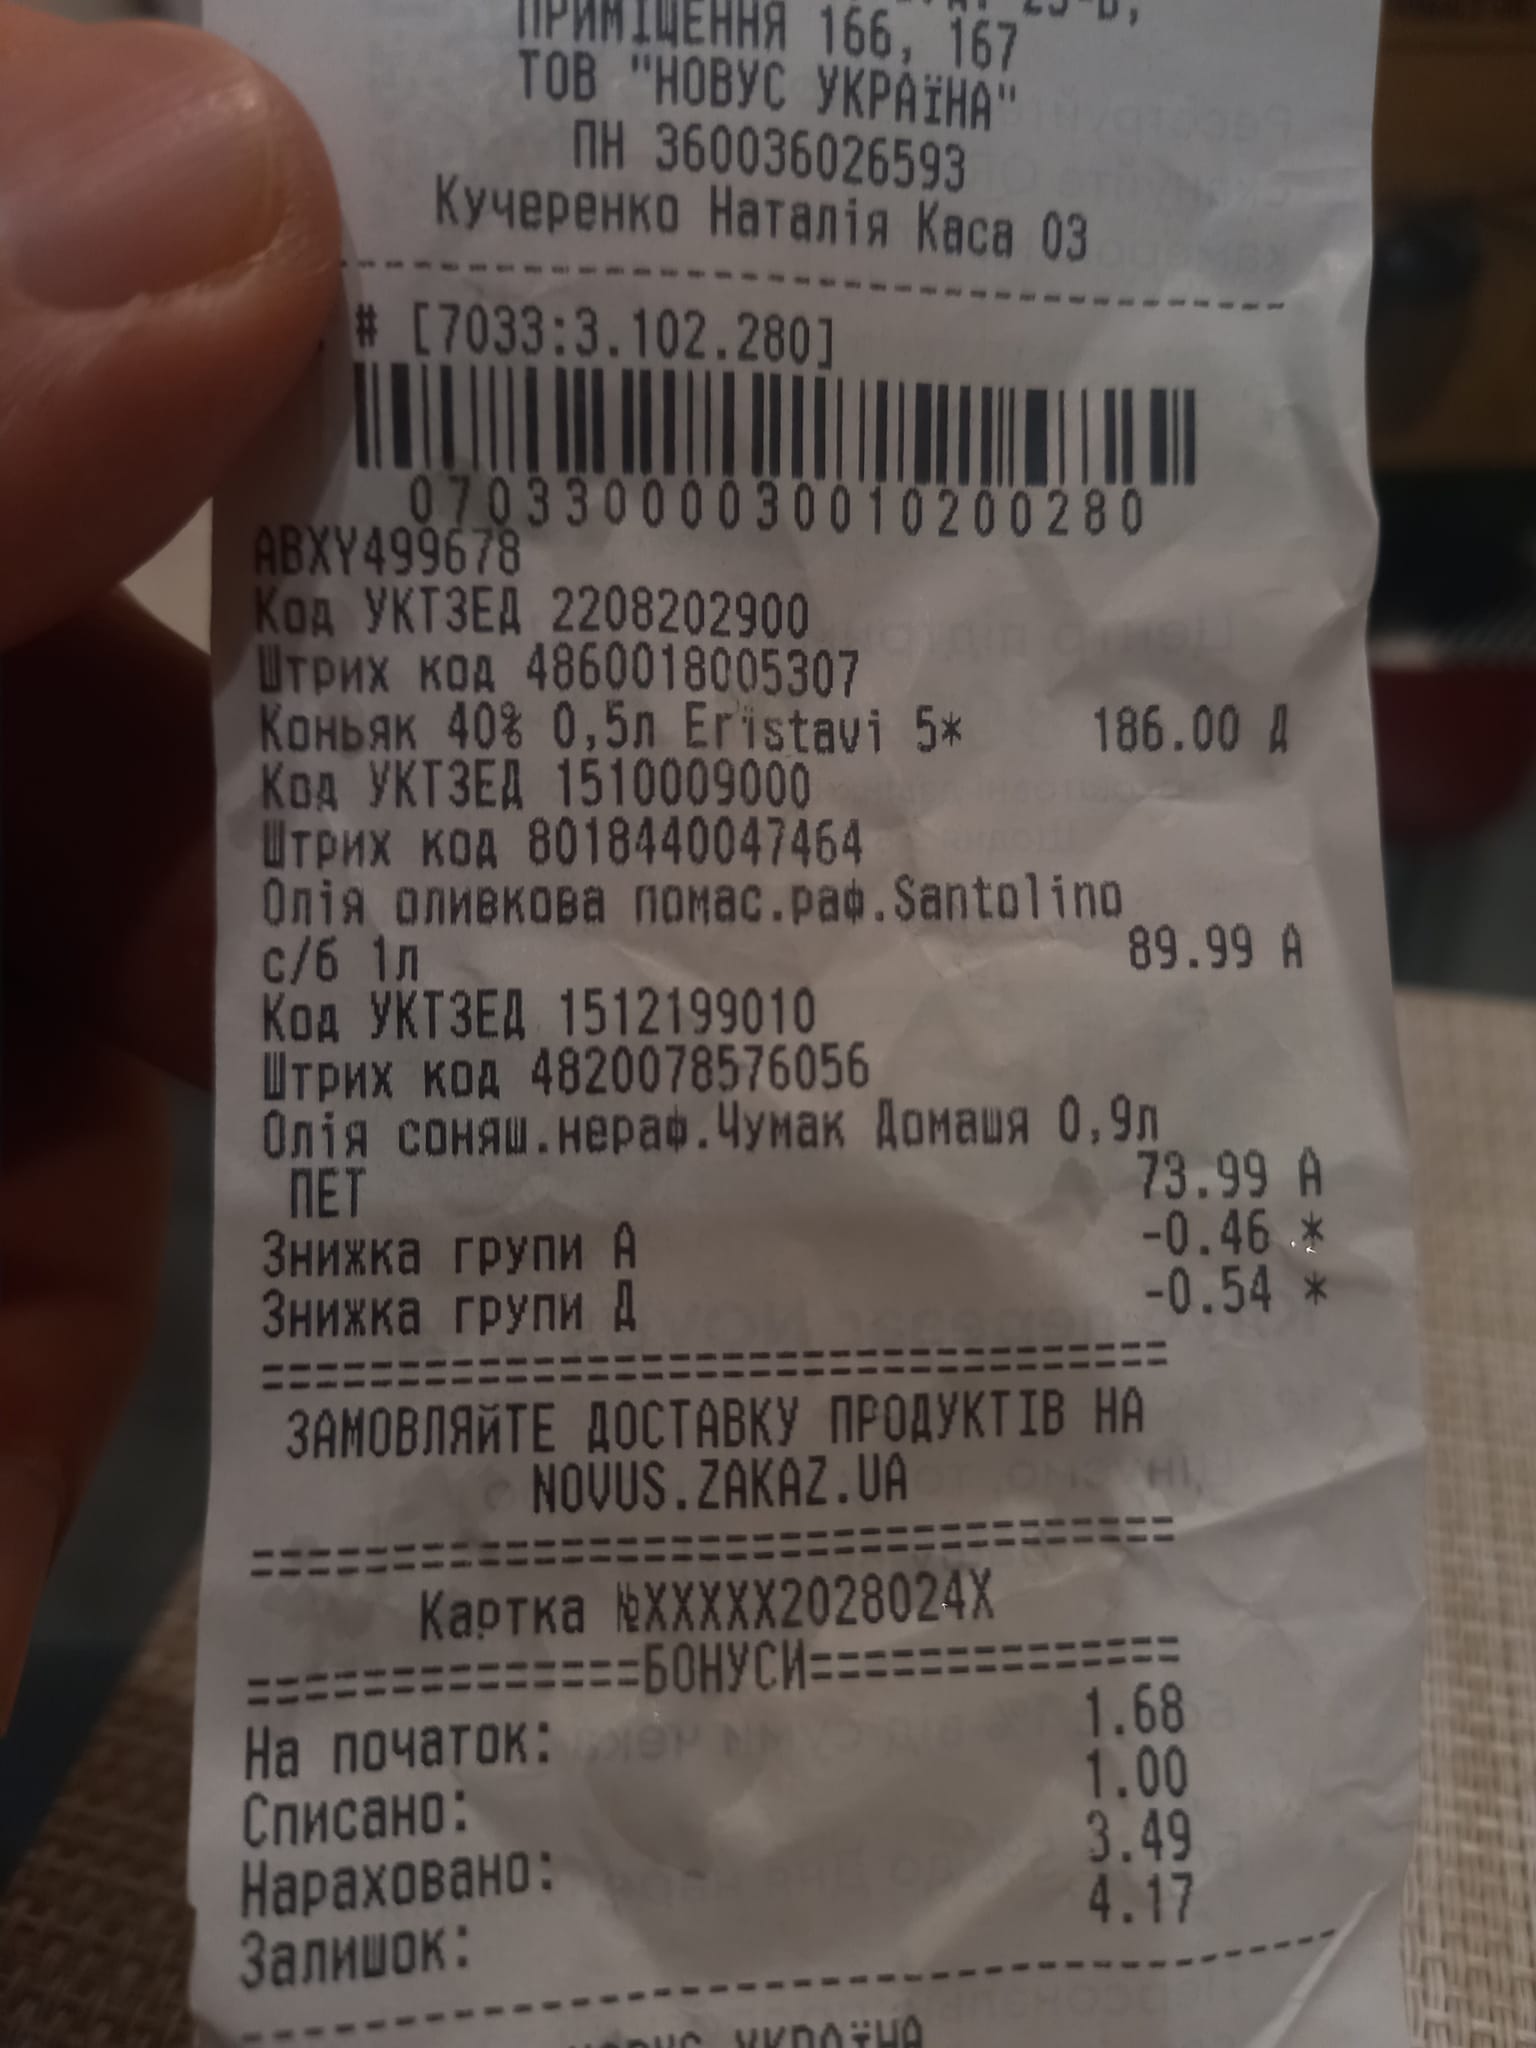 ПРИМІЩЕННЯ 166, 167
ТОВ "НОВУС УКРАЇНА"
ПН 360036026593
Кучеренко Наталія Каса 03
# [7033:3.102.280]
07033000030010200280
ABXY499678
Код УКТЗЕД 2208202900
Штрих код 4860018005307
Коньяк 40% 0,5л Eristavi 5* 186.00 Д
Код УКТЗЕД 1510009000
Штрих код 8018440047464
Олія оливкова помас.раф.Santolino
с/б 1л 89.99 А
Код УКТЗЕД 1512199010
Штрих код 4820078576056
Олія соняш.нераф.Чумак Домашя 0,9л
ПЕТ 73.99 А
Знижка групи А -0.46 *
Знижка групи Д -0.54 *
==================================
ЗАМОВЛЯйТЕ ДОСТАВКУ ПРОДУКТІВ НА
NOVUS.ZAKAZ.UA
==================================
Картка №XXXXX2028024X
==============БОНУСИ==============
На початок: 1.68
Списано: 1.00
Нараховано: 3.49
Залишок: 4.17
НОВУС УКРАЇНА